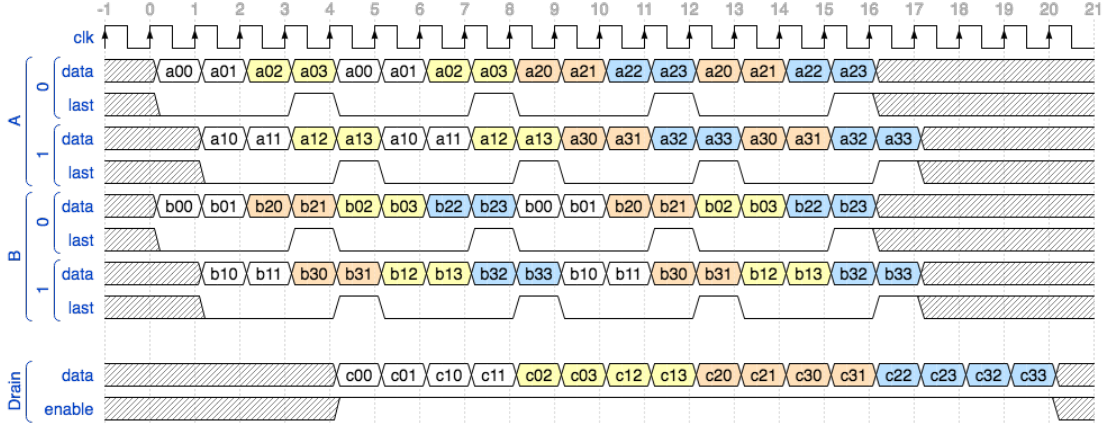 -1 0 1 2 3 4 5 6 7 8 9 10 11 12 13 14 15 16 17 18 19 20 21
clk
A
0
data a00 a01 a02 a03 a00 a01 a02 a03 a20 a21 a22 a23 a20 a21 a22 a23
last
1
data a10 a11 a12 a13 a10 a11 a12 a13 a30 a31 a32 a33 a30 a31 a32 a33
last
B
0
data b00 b01 b20 b21 b02 b03 b22 b23 b00 b01 b20 b21 b02 b03 b22 b23
last
1
data b10 b11 b30 b31 b12 b13 b32 b33 b10 b11 b30 b31 b12 b13 b32 b33
last
Drain
data c00 c01 c10 c11 c02 c03 c12 c13 c20 c21 c30 c31 c22 c23 c32 c33
enable